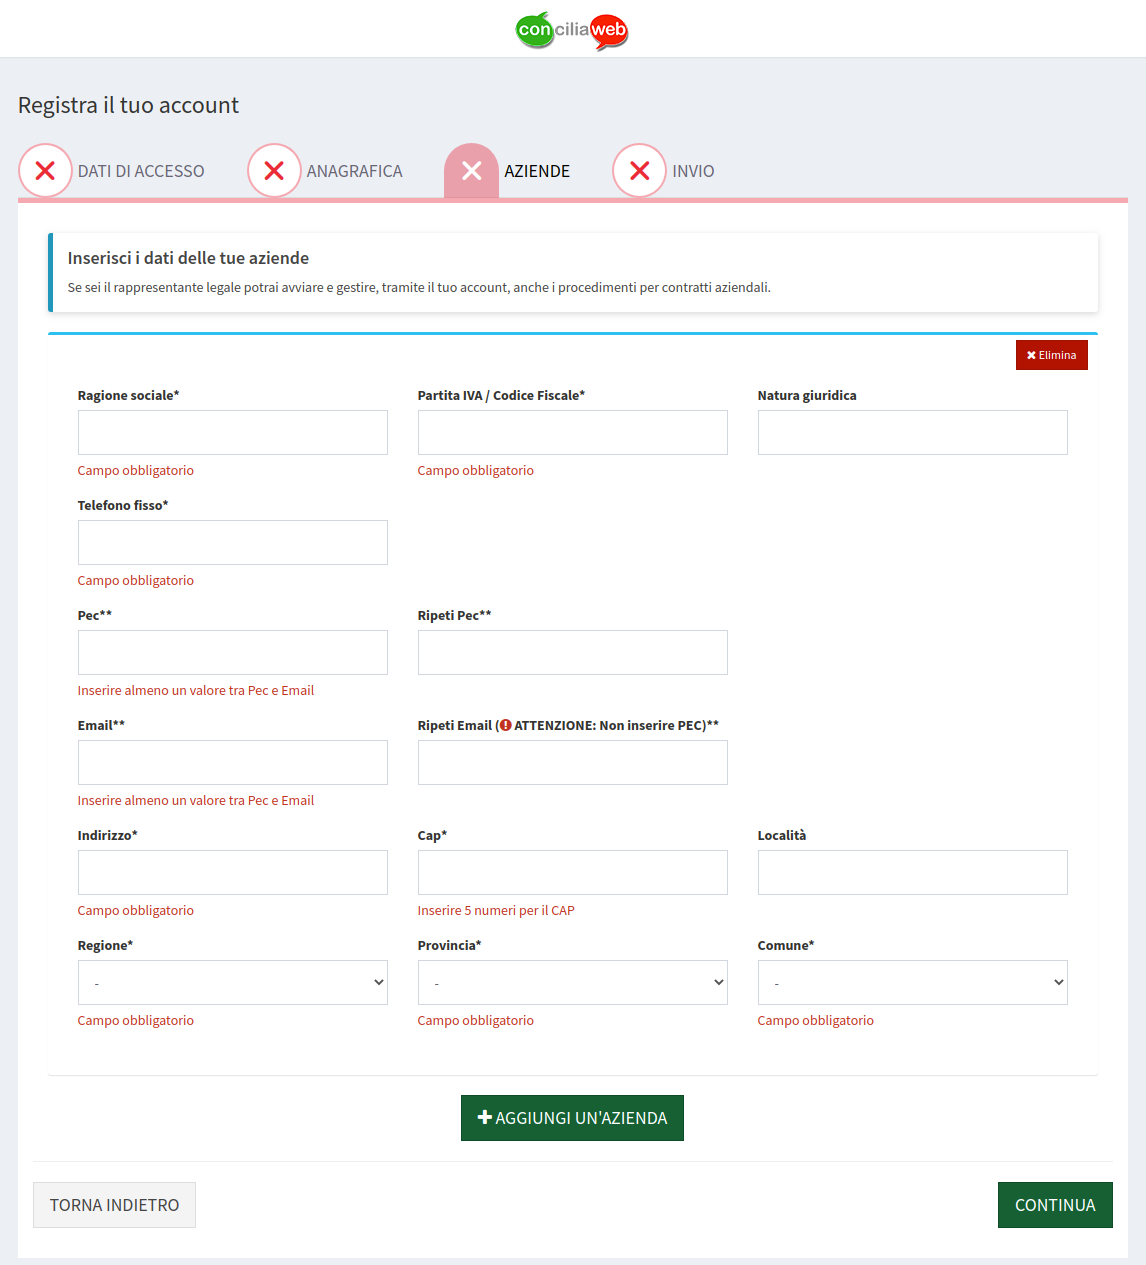 conciliaweb
Registra il tuo account
DATI DI ACCESSO ANAGRAFICA AZIENDE INVIO
Inserisci i dati delle tue aziende
Se sei il rappresentante legale potrai avviare e gestire, tramite il tuo account, anche i procedimenti per contratti aziendali.
Elimina
Ragione sociale* Partita IVA / Codice Fiscale* Natura giuridica
Campo obbligatorio Campo obbligatorio
Telefono fisso*
Campo obbligatorio
Pec** Ripeti Pec**
Inserire almeno un valore tra Pec e Email
Email** Ripeti Email (ATTENZIONE: Non inserire PEC)**
Inserire almeno un valore tra Pec e Email
Indirizzo* Cap* Località
Campo obbligatorio Inserire 5 numeri per il CAP
Regione* Provincia* Comune*
- - -
Campo obbligatorio Campo obbligatorio Campo obbligatorio
AGGIUNGI UN'AZIENDA
TORNA INDIETRO CONTINUA